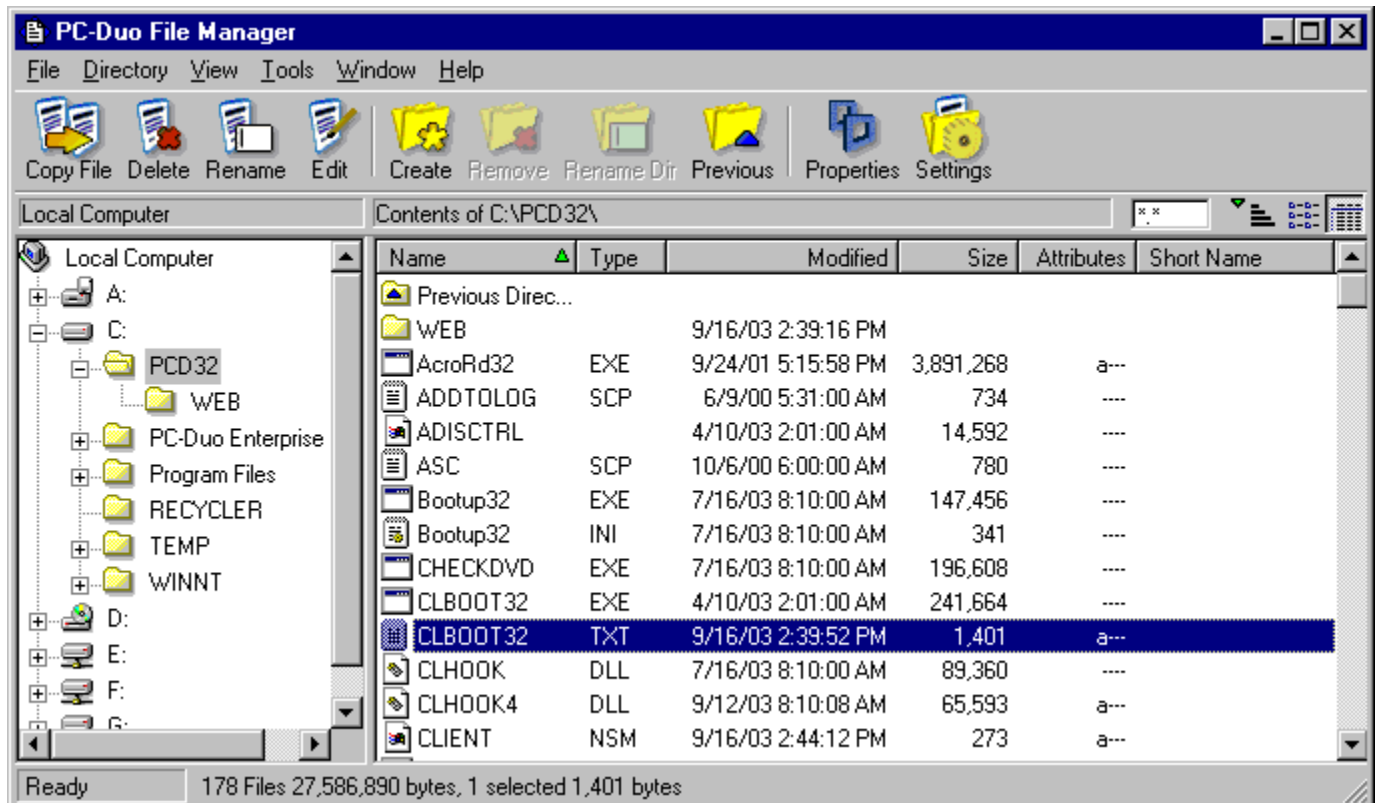 PC-Duo File Manager
File Directory View Tools Window Help
Copy File Delete Rename Edit Create Remove Rename Dir Previous Properties Settings
Local Computer Contents of C:\PCD32\ *.*
Local Computer
A:
C:
PCD32
WEB
PC-Duo Enterprise
Program Files
RECYCLER
TEMP
WINNT
D:
E:
F:
G:
Name Type Modified Size Attributes Short Name
Previous Direc...
WEB 9/16/03 2:39:16 PM
AcroRd32 EXE 9/24/01 5:15:58 PM 3,891,268 a---
ADDTOLOG SCP 6/9/00 5:31:00 AM 734 ----
ADISCTRL 4/10/03 2:01:00 AM 14,592 ----
ASC SCP 10/6/00 6:00:00 AM 780 ----
Bootup32 EXE 7/16/03 8:10:00 AM 147,456 ----
Bootup32 INI 7/16/03 8:10:00 AM 341 ----
CHECKDVD EXE 7/16/03 8:10:00 AM 196,608 ----
CLBOOT32 EXE 4/10/03 2:01:00 AM 241,664 ----
CLBOOT32 TXT 9/16/03 2:39:52 PM 1,401 a---
CLHOOK DLL 7/16/03 8:10:00 AM 89,360 ----
CLHOOK4 DLL 9/12/03 8:10:08 AM 65,593 a---
CLIENT NSM 9/16/03 2:44:12 PM 273 a---
Ready 178 Files 27,586,890 bytes, 1 selected 1,401 bytes